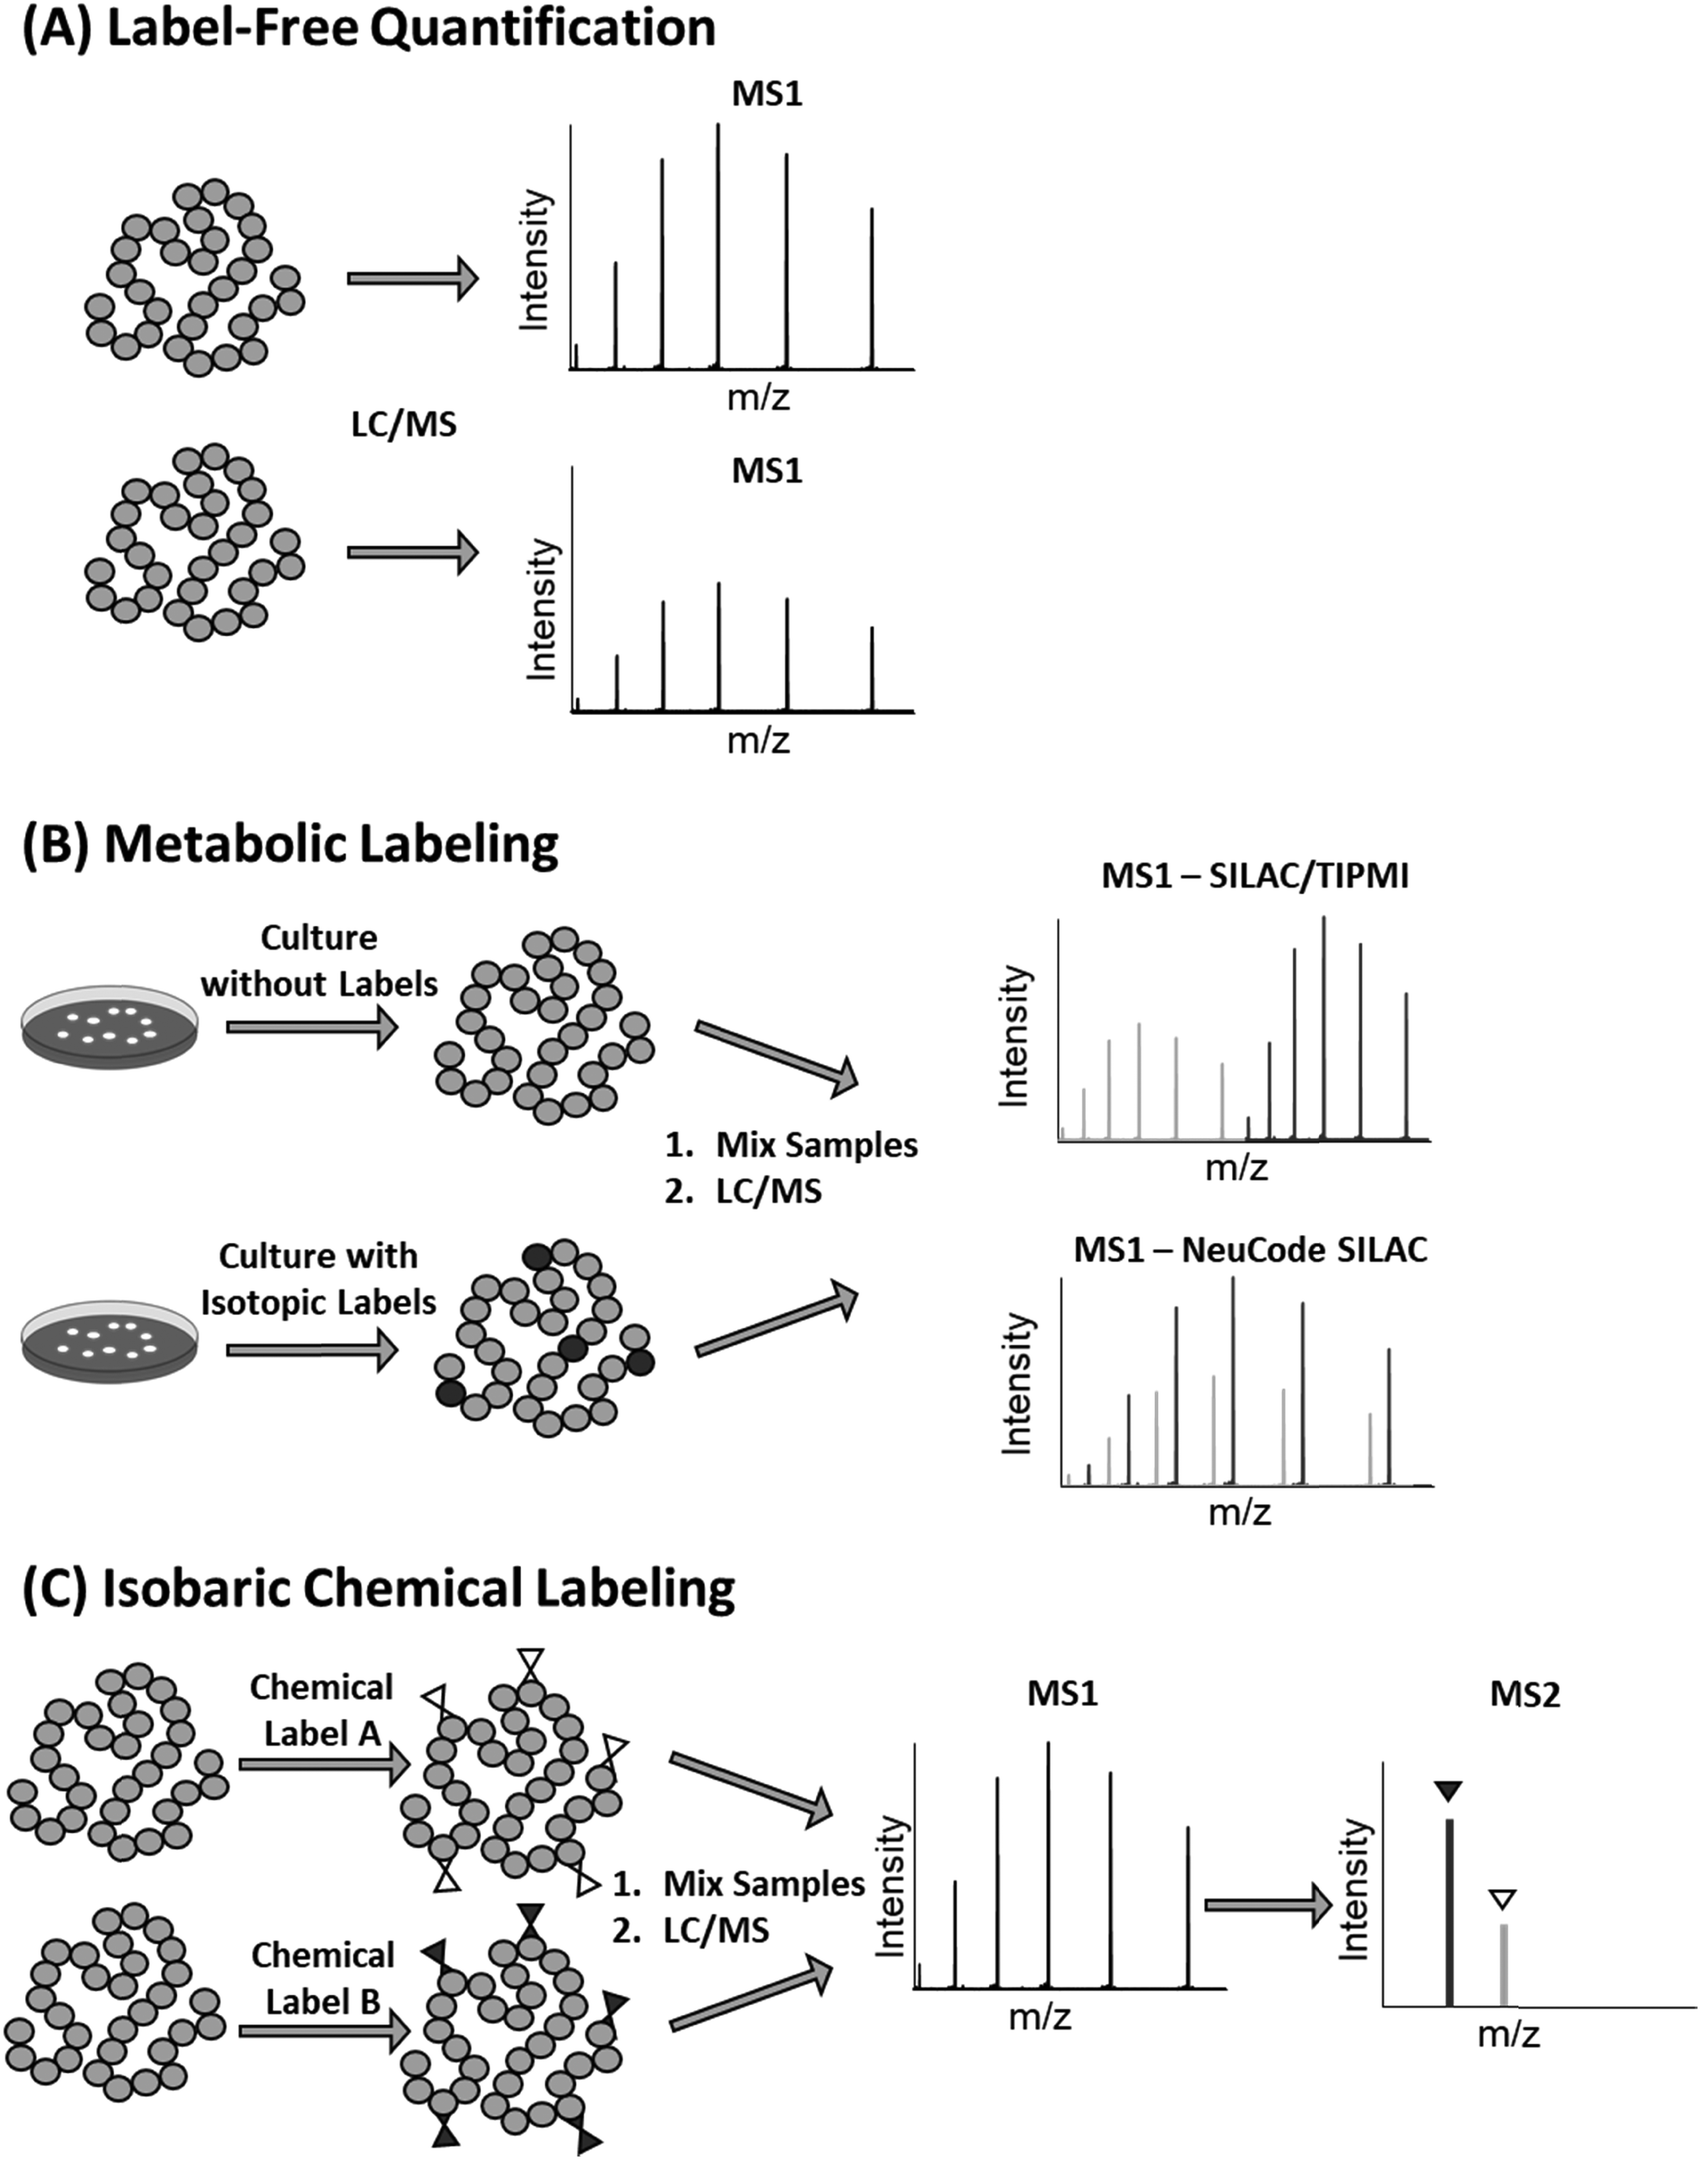 (A) Label-Free Quantification
MS1
Intensity
m/z
LC/MS
MS1
Intensity
m/z
(B) Metabolic Labeling
MS1 – SILAC/TIPMI
Culture
without Labels
Intensity
m/z
1. Mix Samples
2. LC/MS
Culture with
Isotopic Labels
MS1 – NeuCode SILAC
Intensity
m/z
(C) Isobaric Chemical Labeling
Chemical
Label A
MS1
MS2
Intensity
Intensity
1. Mix Samples
2. LC/MS
Chemical
Label B
m/z
m/z